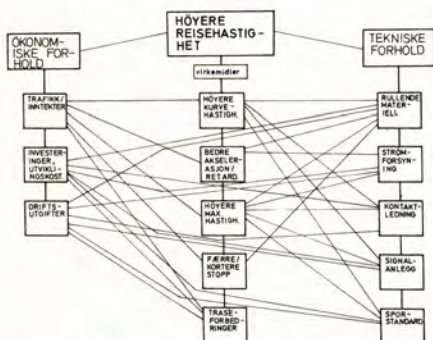 HÖYERE
REISEHASTIG-
HET
virkemidler
ÖKONOM-
ISKE FOR-
HOLD
TRAFIKK/
INNTEKTER
INVESTER-
INGER,
UTVIKL-
INGSKOST.
DRIFTS-
UTGIFTER
HÖYERE
KURVE-
HASTIGH.
BEDRE
AKSELER-
ASJON/
RETARD.
HÖYERE
MAX.
HASTIGH.
FÆRRE/
KORTERE
STOPP
TRASE-
FORBED-
RINGER
TEKNISKE
FORHOLD
RULLENDE
MATER-
IELL
STRÖM-
FORSYN-
ING
KONTAKT-
LEDNING
SIGNAL-
ANLEGG
SPOR-
STANDARD